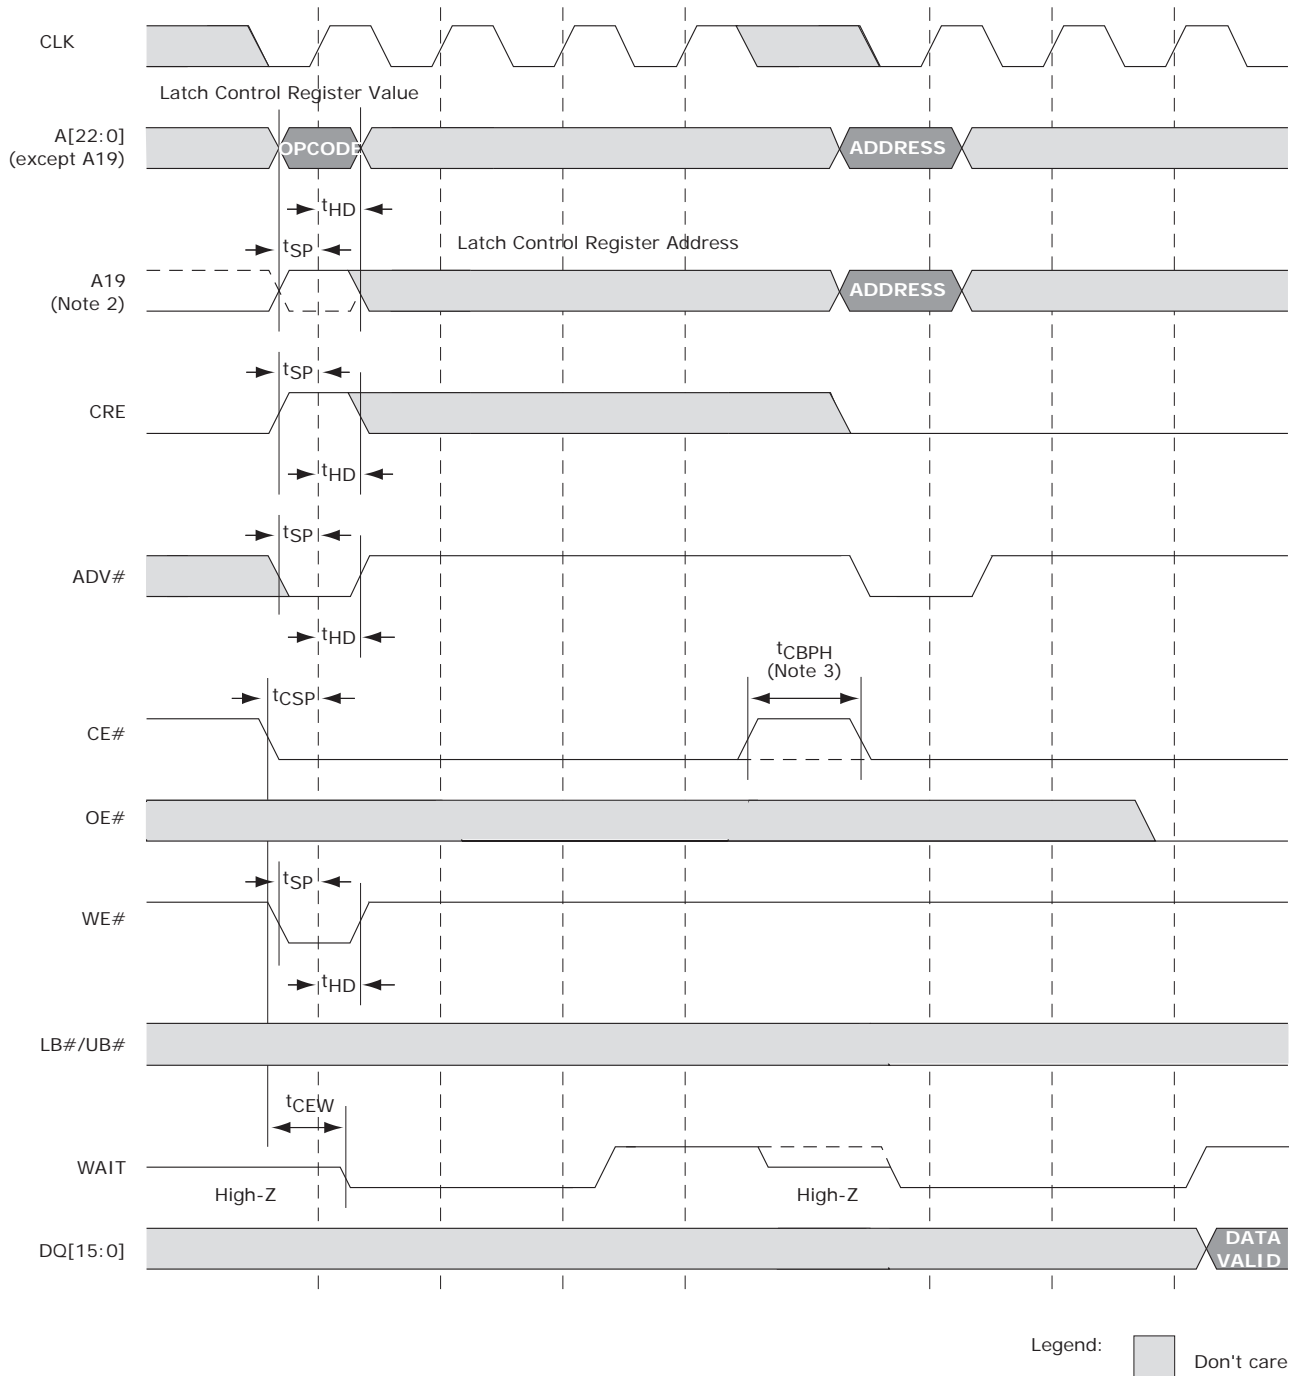 CLK
Latch Control Register Value
A[22:0]
(except A19)
OPCODE
ADDRESS
tHD
tSP
Latch Control Register Address
A19
(Note 2)
ADDRESS
tSP
CRE
tHD
tSP
ADV#
tHD
tCBPH
(Note 3)
tCSP
CE#
OE#
tSP
WE#
tHD
LB#/UB#
tCEW
WAIT
High-Z
High-Z
DQ[15:0]
DATA
VALID
Legend:
Don't care